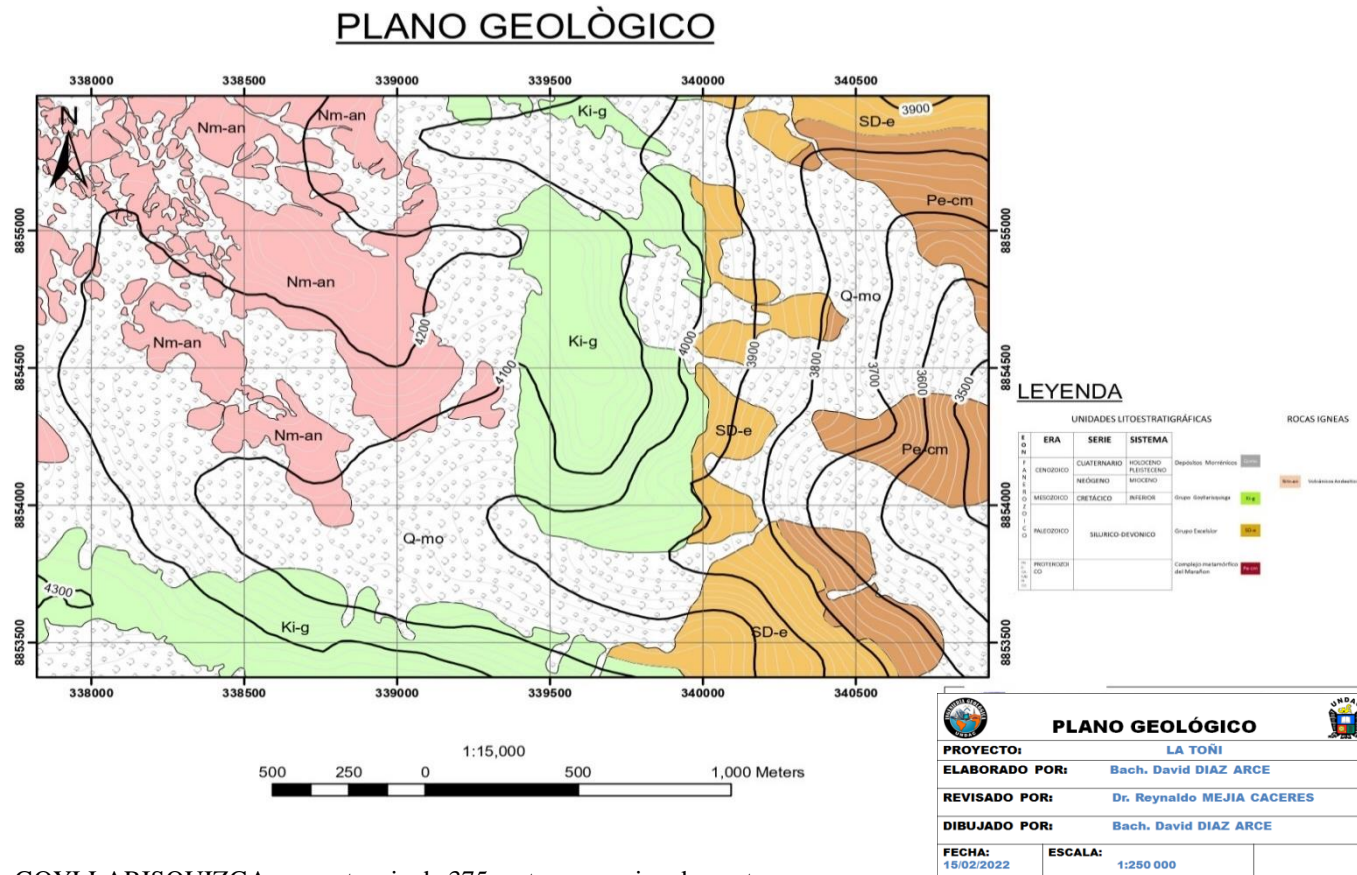 PLANO GEOLÒGICO
338000 338500 339000 339500 340000 340500
N
Nm-an
Nm-an
Ki-g
3900
SD-e
8855000
Pe-cm
8855000
Nm-an
Q-mo
4200
Nm-an
Ki-g
4000
3900
3800
8854500
4100
3700
3600
3500
8854500
Nm-an
SD-e
Pe-cm
8854000
Q-mo
8854000
4300
Ki-g
SD-e
8853500
8853500
338000 338500 339000 339500 340000 340500
1:15,000
500 250 0 500 1,000 Meters
LEYENDA
UNIDADES LITOESTRATIGRÁFICAS ROCAS IGNEAS
EON ERA SERIE SISTEMA
FANEROZOICO
CENOZOICO CUATERNARIO HOLOCENO PLEISTECENO Depósitos Morrénicos
NEÓGENO MIOCENO Nm-an Volcánicos Andesíticos
MESOZOICO CRETÁCICO INFERIOR Grupo Goyllarisquizga Ki-g
PALEOZOICO SILLURICO-DEVONICO Grupo Excelsior SD-e
PROTEROZOICO Complejo metamórfico del Marañon Pe-cm
UNDAC
PLANO GEOLÓGICO
PROYECTO: LA TOÑI
ELABORADO POR: Bach. David DIAZ ARCE
REVISADO POR: Dr. Reynaldo MEJIA CACERES
DIBUJADO POR: Bach. David DIAZ ARCE
FECHA: ESCALA:
15/02/2022 1:250 000